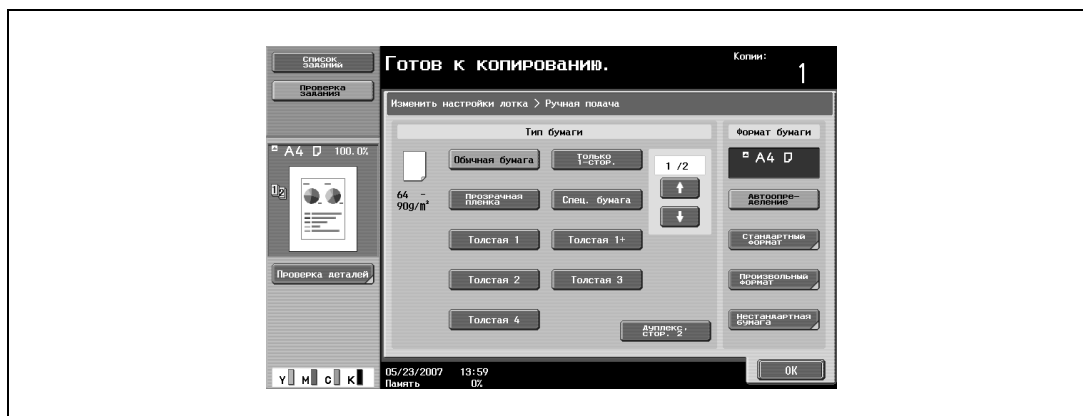 Список
заданий
Проверка
задания
A4 100.0%
1 2
Проверка деталей
Y M C K
Готов к копированию.
Копии:
1
Изменить настройки лотка > Ручная подача
Тип бумаги
64 -
90g/m²
Обычная бумага
Только
1-стор.
Прозрачная
пленка
Спец. бумага
Толстая 1
Толстая 1+
Толстая 2
Толстая 3
Толстая 4
1 /2
Дуплекс.
стор. 2
Формат бумаги
A4
Автоопре-
деление
Стандартный
формат
Произвольный
формат
Нестандартная
бумага
05/23/2007 13:59
Память 0%
OK